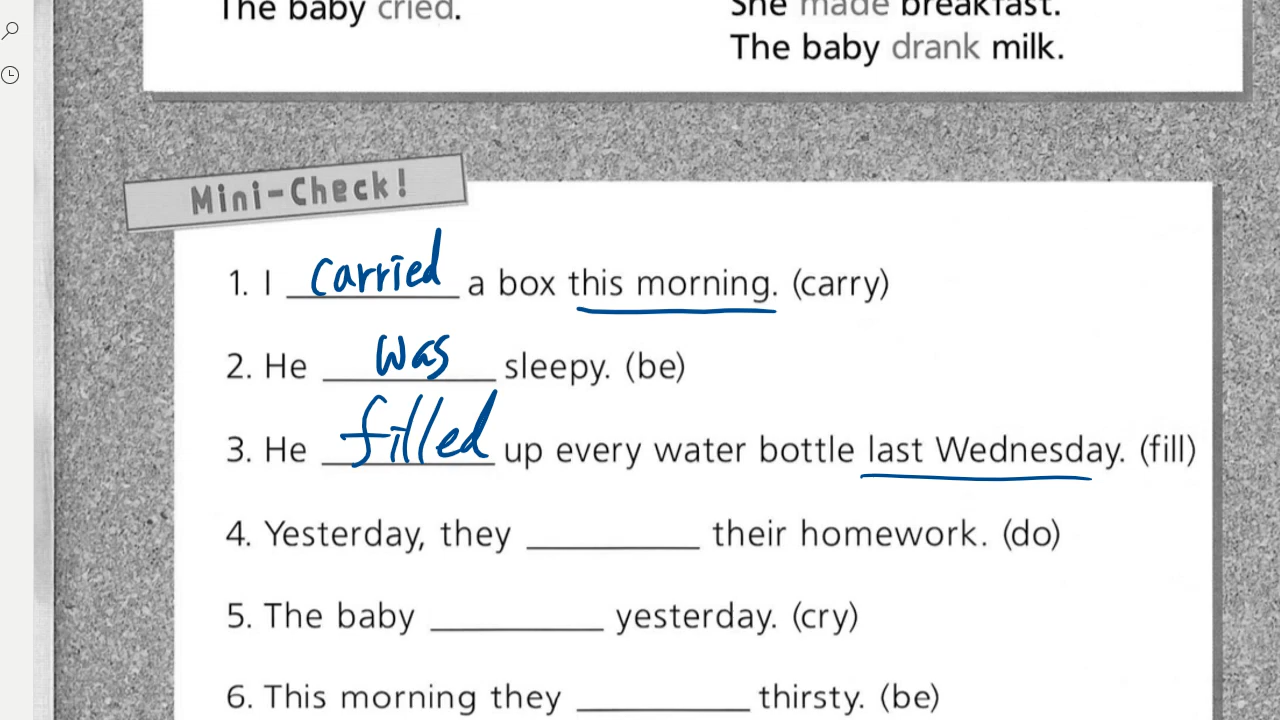 The baby cried.
She made breakfast.
The baby drank milk.
Mini-Check!
1. I carried a box this morning. (carry)
2. He was sleepy. (be)
3. He filled up every water bottle last Wednesday. (fill)
4. Yesterday, they __________ their homework. (do)
5. The baby __________ yesterday. (cry)
6. This morning they __________ thirsty. (be)